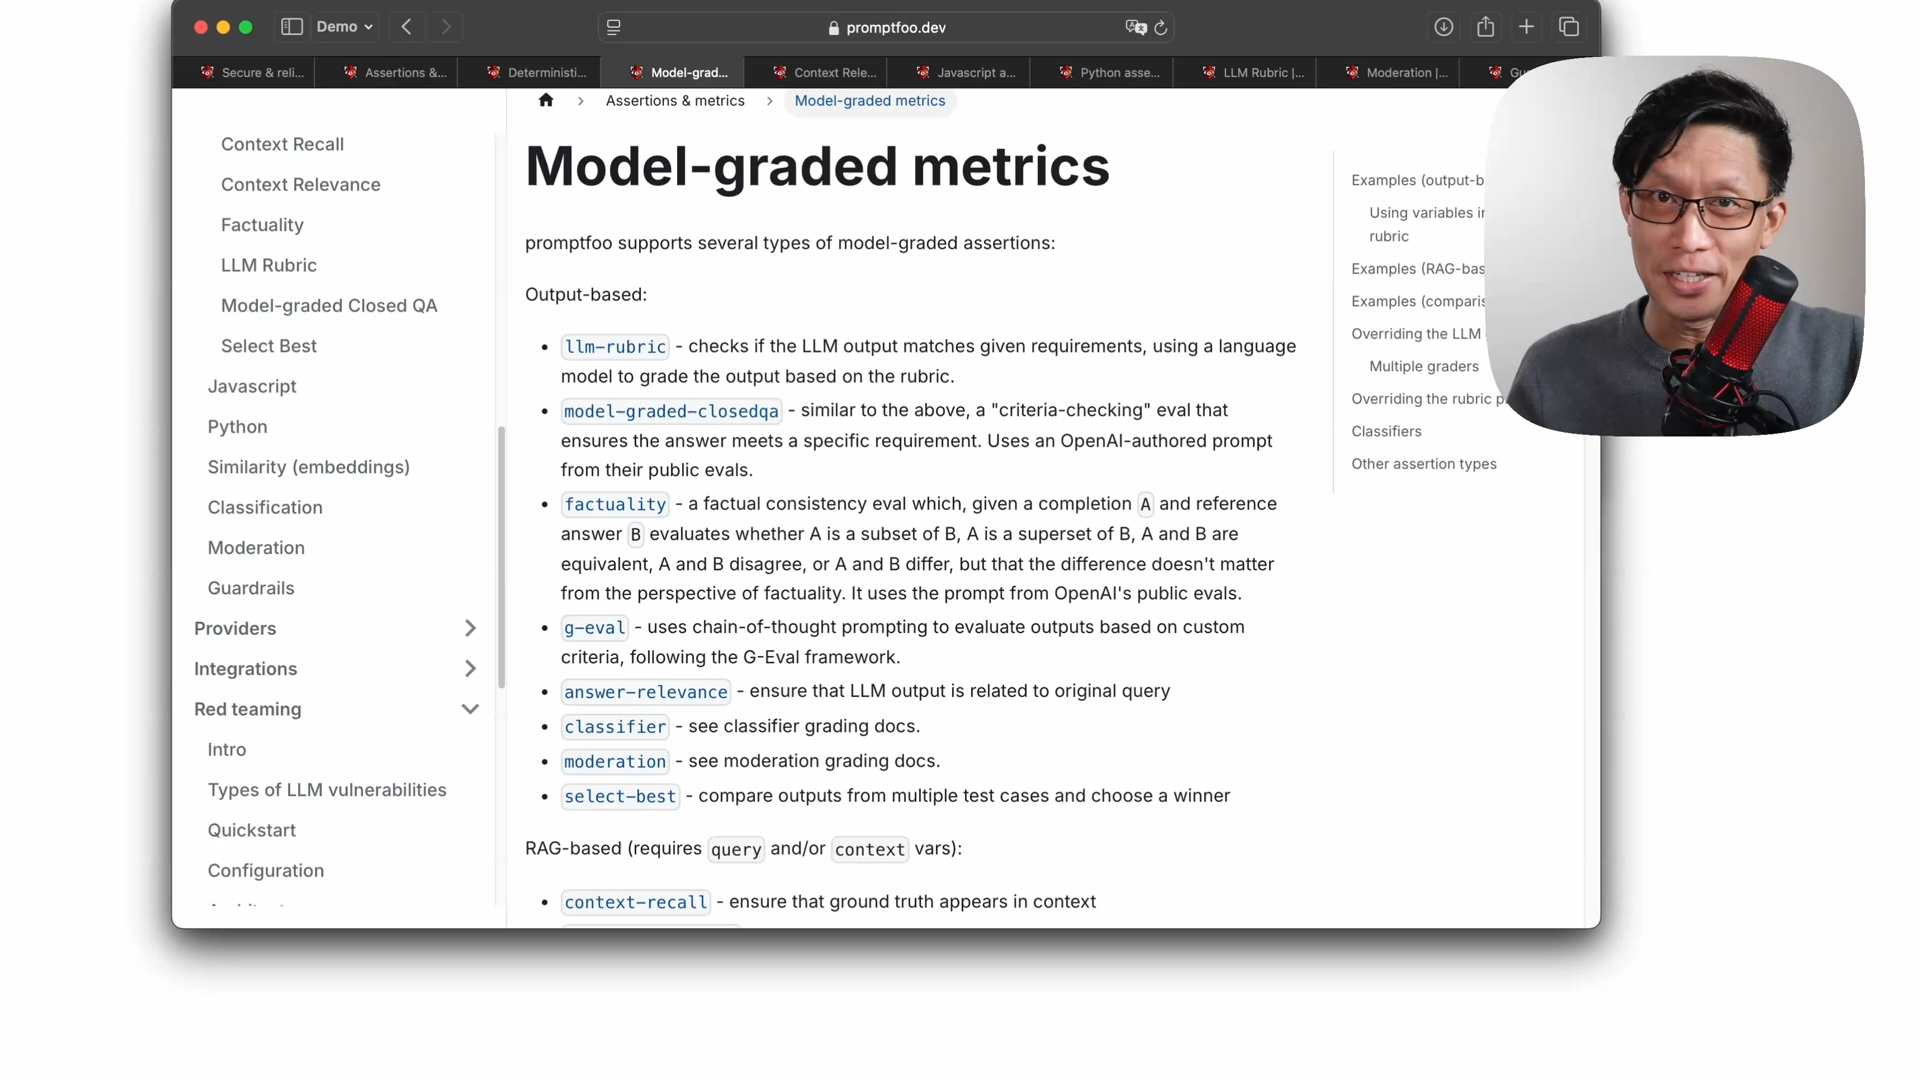 Demo
promptfoo.dev
Secure & reli...
Assertions &...
Deterministi...
Model-grad...
Context Rele...
Javascript a...
Python asse...
LLM Rubric |...
Moderation |...
Gu
Assertions & metrics
Model-graded metrics
Context Recall
Context Relevance
Factuality
LLM Rubric
Model-graded Closed QA
Select Best
Javascript
Python
Similarity (embeddings)
Classification
Moderation
Guardrails
Providers
Integrations
Red teaming
Intro
Types of LLM vulnerabilities
Quickstart
Configuration
Model-graded metrics
promptfoo supports several types of model-graded assertions:
Output-based:
llm-rubric - checks if the LLM output matches given requirements, using a language
model to grade the output based on the rubric.
model-graded-closedqa - similar to the above, a "criteria-checking" eval that
ensures the answer meets a specific requirement. Uses an OpenAI-authored prompt
from their public evals.
factuality - a factual consistency eval which, given a completion A and reference
answer B evaluates whether A is a subset of B, A is a superset of B, A and B are
equivalent, A and B disagree, or A and B differ, but that the difference doesn't matter
from the perspective of factuality. It uses the prompt from OpenAI's public evals.
g-eval - uses chain-of-thought prompting to evaluate outputs based on custom
criteria, following the G-Eval framework.
answer-relevance - ensure that LLM output is related to original query
classifier - see classifier grading docs.
moderation - see moderation grading docs.
select-best - compare outputs from multiple test cases and choose a winner
RAG-based (requires query and/or context vars):
context-recall - ensure that ground truth appears in context
Examples (output-b
Using variables in
rubric
Examples (RAG-bas
Examples (comparis
Overriding the LLM
Multiple graders
Overriding the rubric p
Classifiers
Other assertion types